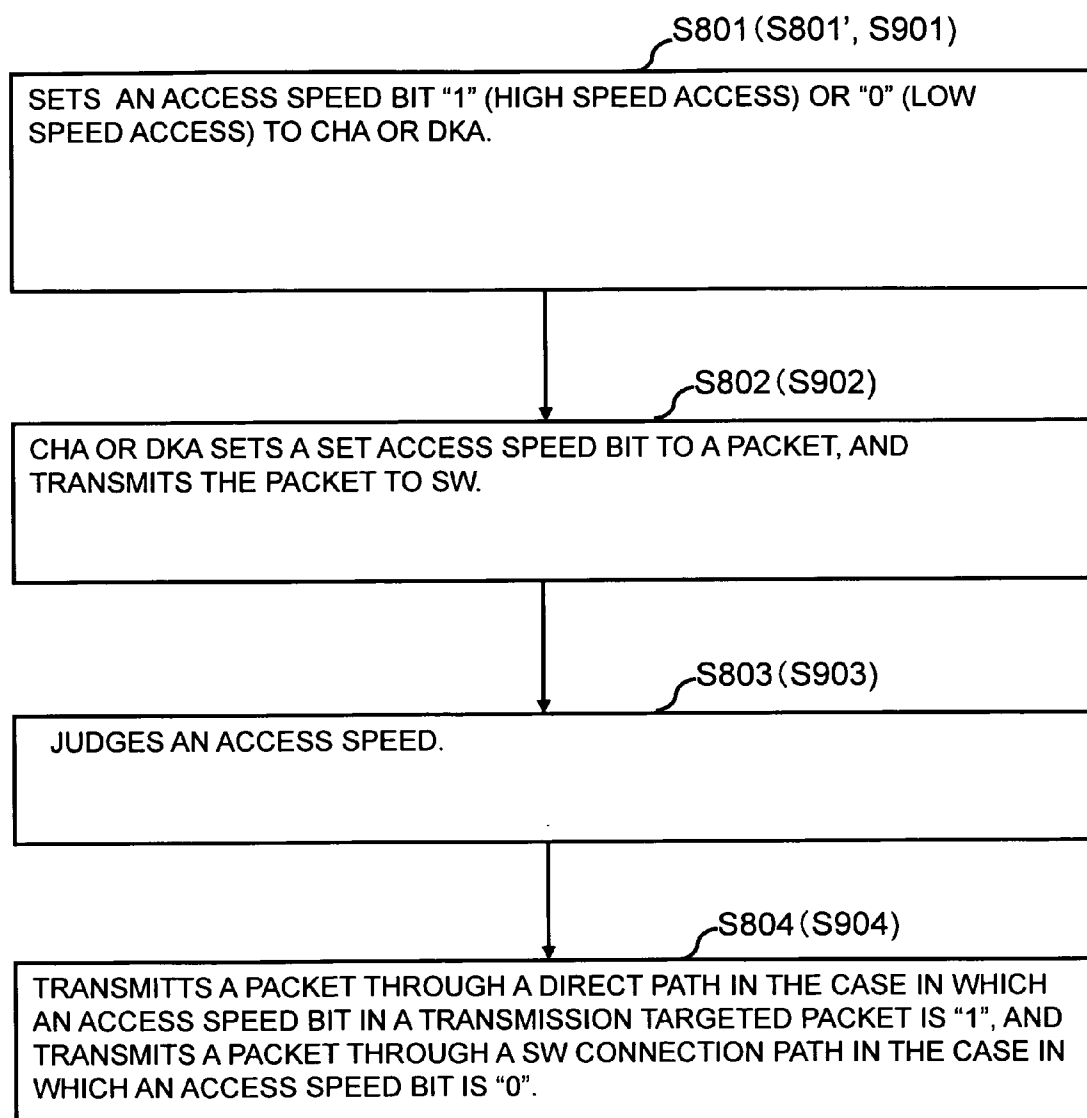 S801(S801’, S901)
SETS AN ACCESS SPEED BIT “1” (HIGH SPEED ACCESS) OR “0” (LOW
SPEED ACCESS) TO CHA OR DKA.
S802(S902)
CHA OR DKA SETS A SET ACCESS SPEED BIT TO A PACKET, AND
TRANSMITS THE PACKET TO SW.
S803(S903)
JUDGES AN ACCESS SPEED.
S804(S904)
TRANSMITTS A PACKET THROUGH A DIRECT PATH IN THE CASE IN WHICH
AN ACCESS SPEED BIT IN A TRANSMISSION TARGETED PACKET IS “1”, AND
TRANSMITS A PACKET THROUGH A SW CONNECTION PATH IN THE CASE IN
WHICH AN ACCESS SPEED BIT IS “0”.